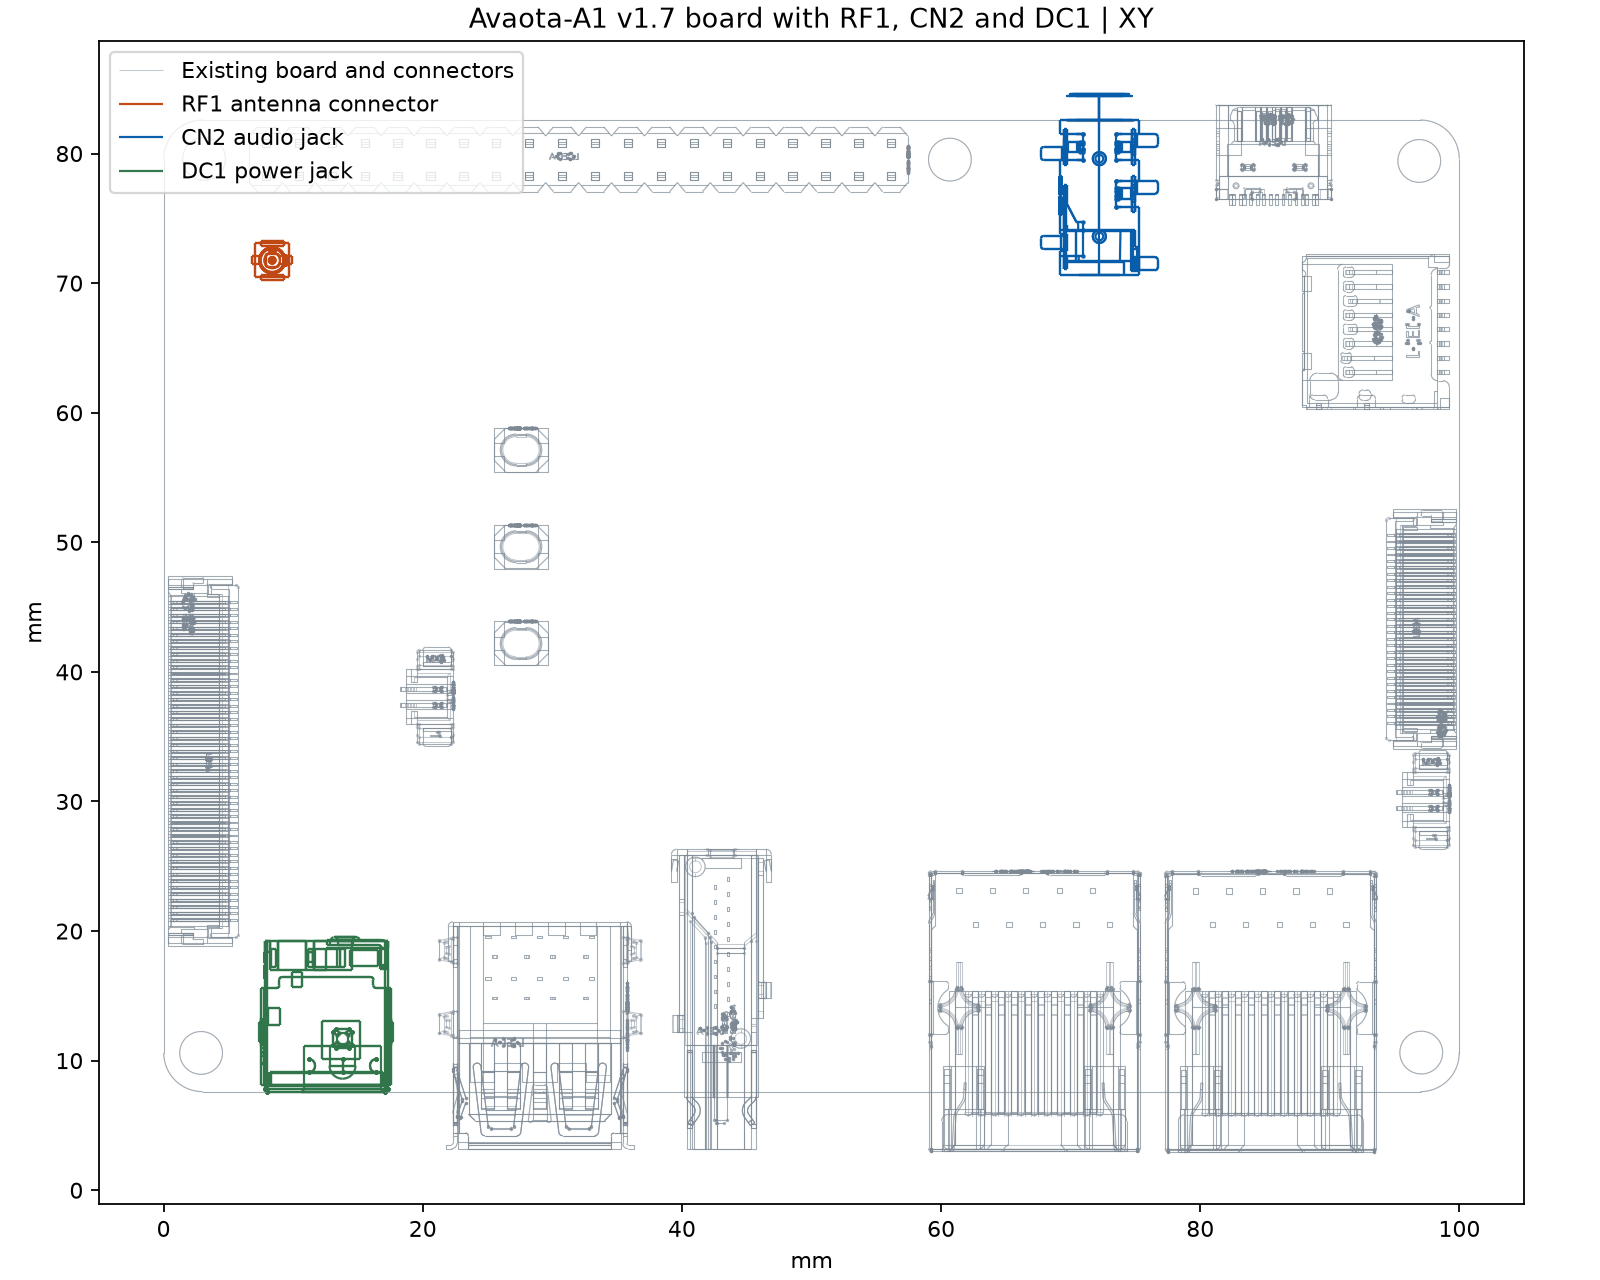 Avaota-A1 v1.7 board with RF1, CN2 and DC1 | XY
Existing board and connectors
RF1 antenna connector
CN2 audio jack
DC1 power jack
80
70
60
50
40
30
20
10
0
mm
0
20
40
60
80
100
mm